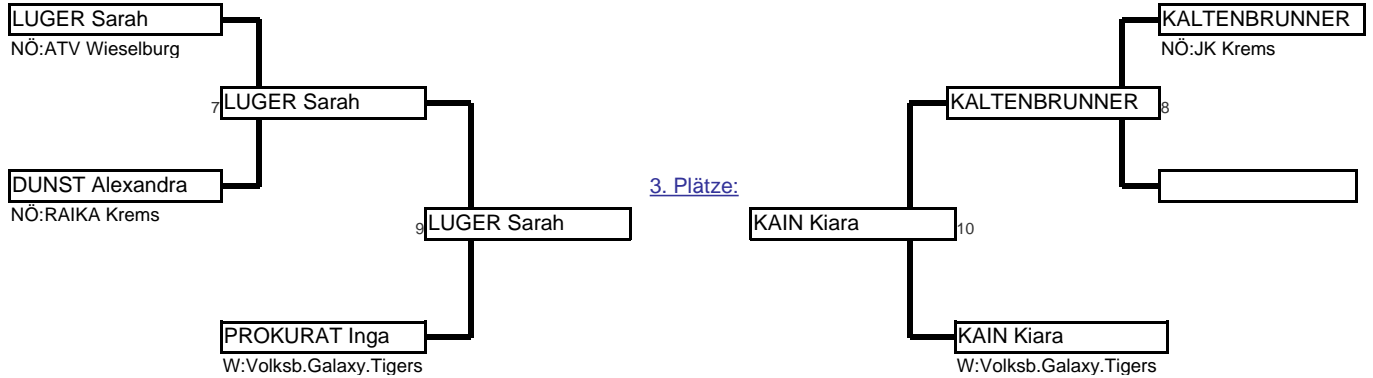 LUGER Sarah
NÖ:ATV Wieselburg
7 LUGER Sarah
DUNST Alexandra
NÖ:RAIKA Krems
9 LUGER Sarah
PROKURAT Inga
W:Volksb.Galaxy.Tigers
3. Plätze:
KALTENBRUNNER
NÖ:JK Krems
KALTENBRUNNER 8
KAIN Kiara 10
KAIN Kiara
W:Volksb.Galaxy.Tigers